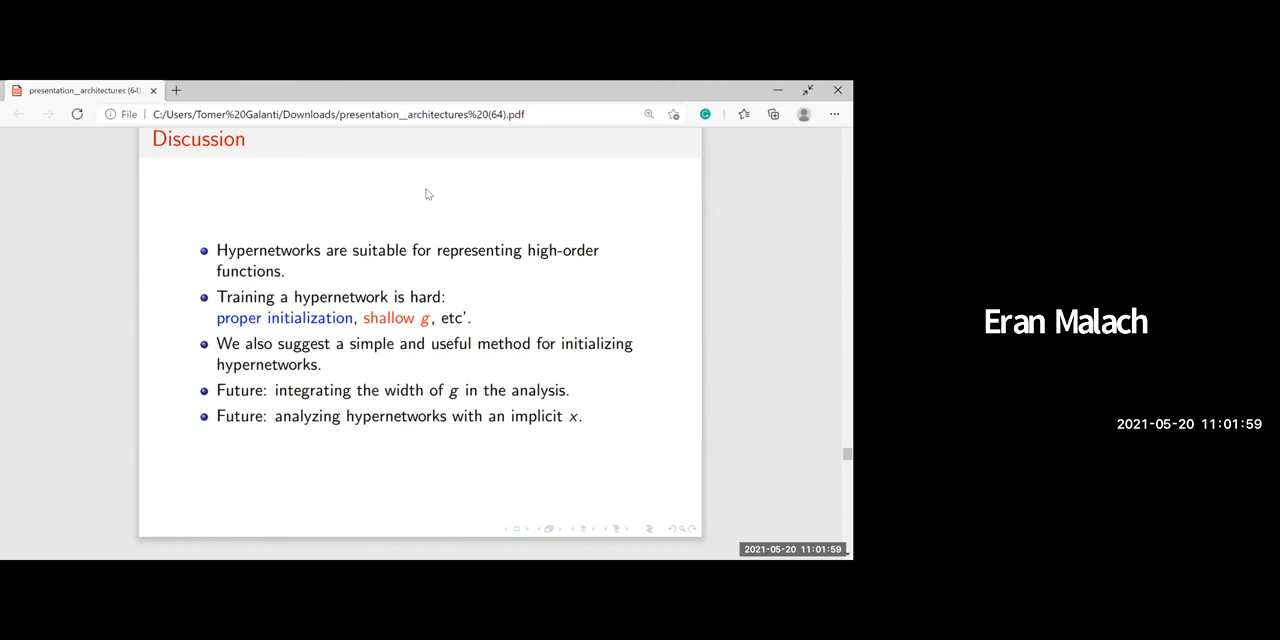 presentation__architectures (64)
File
C:/Users/Tomer%20Galanti/Downloads/presentation__architectures%20(64).pdf
Discussion
Hypernetworks are suitable for representing high-order
functions.
Training a hypernetwork is hard:
proper initialization, shallow g, etc'.
We also suggest a simple and useful method for initializing
hypernetworks.
Future: integrating the width of g in the analysis.
Future: analyzing hypernetworks with an implicit x.
Eran Malach
2021-05-20 11:01:59
2021-05-20 11:01:59